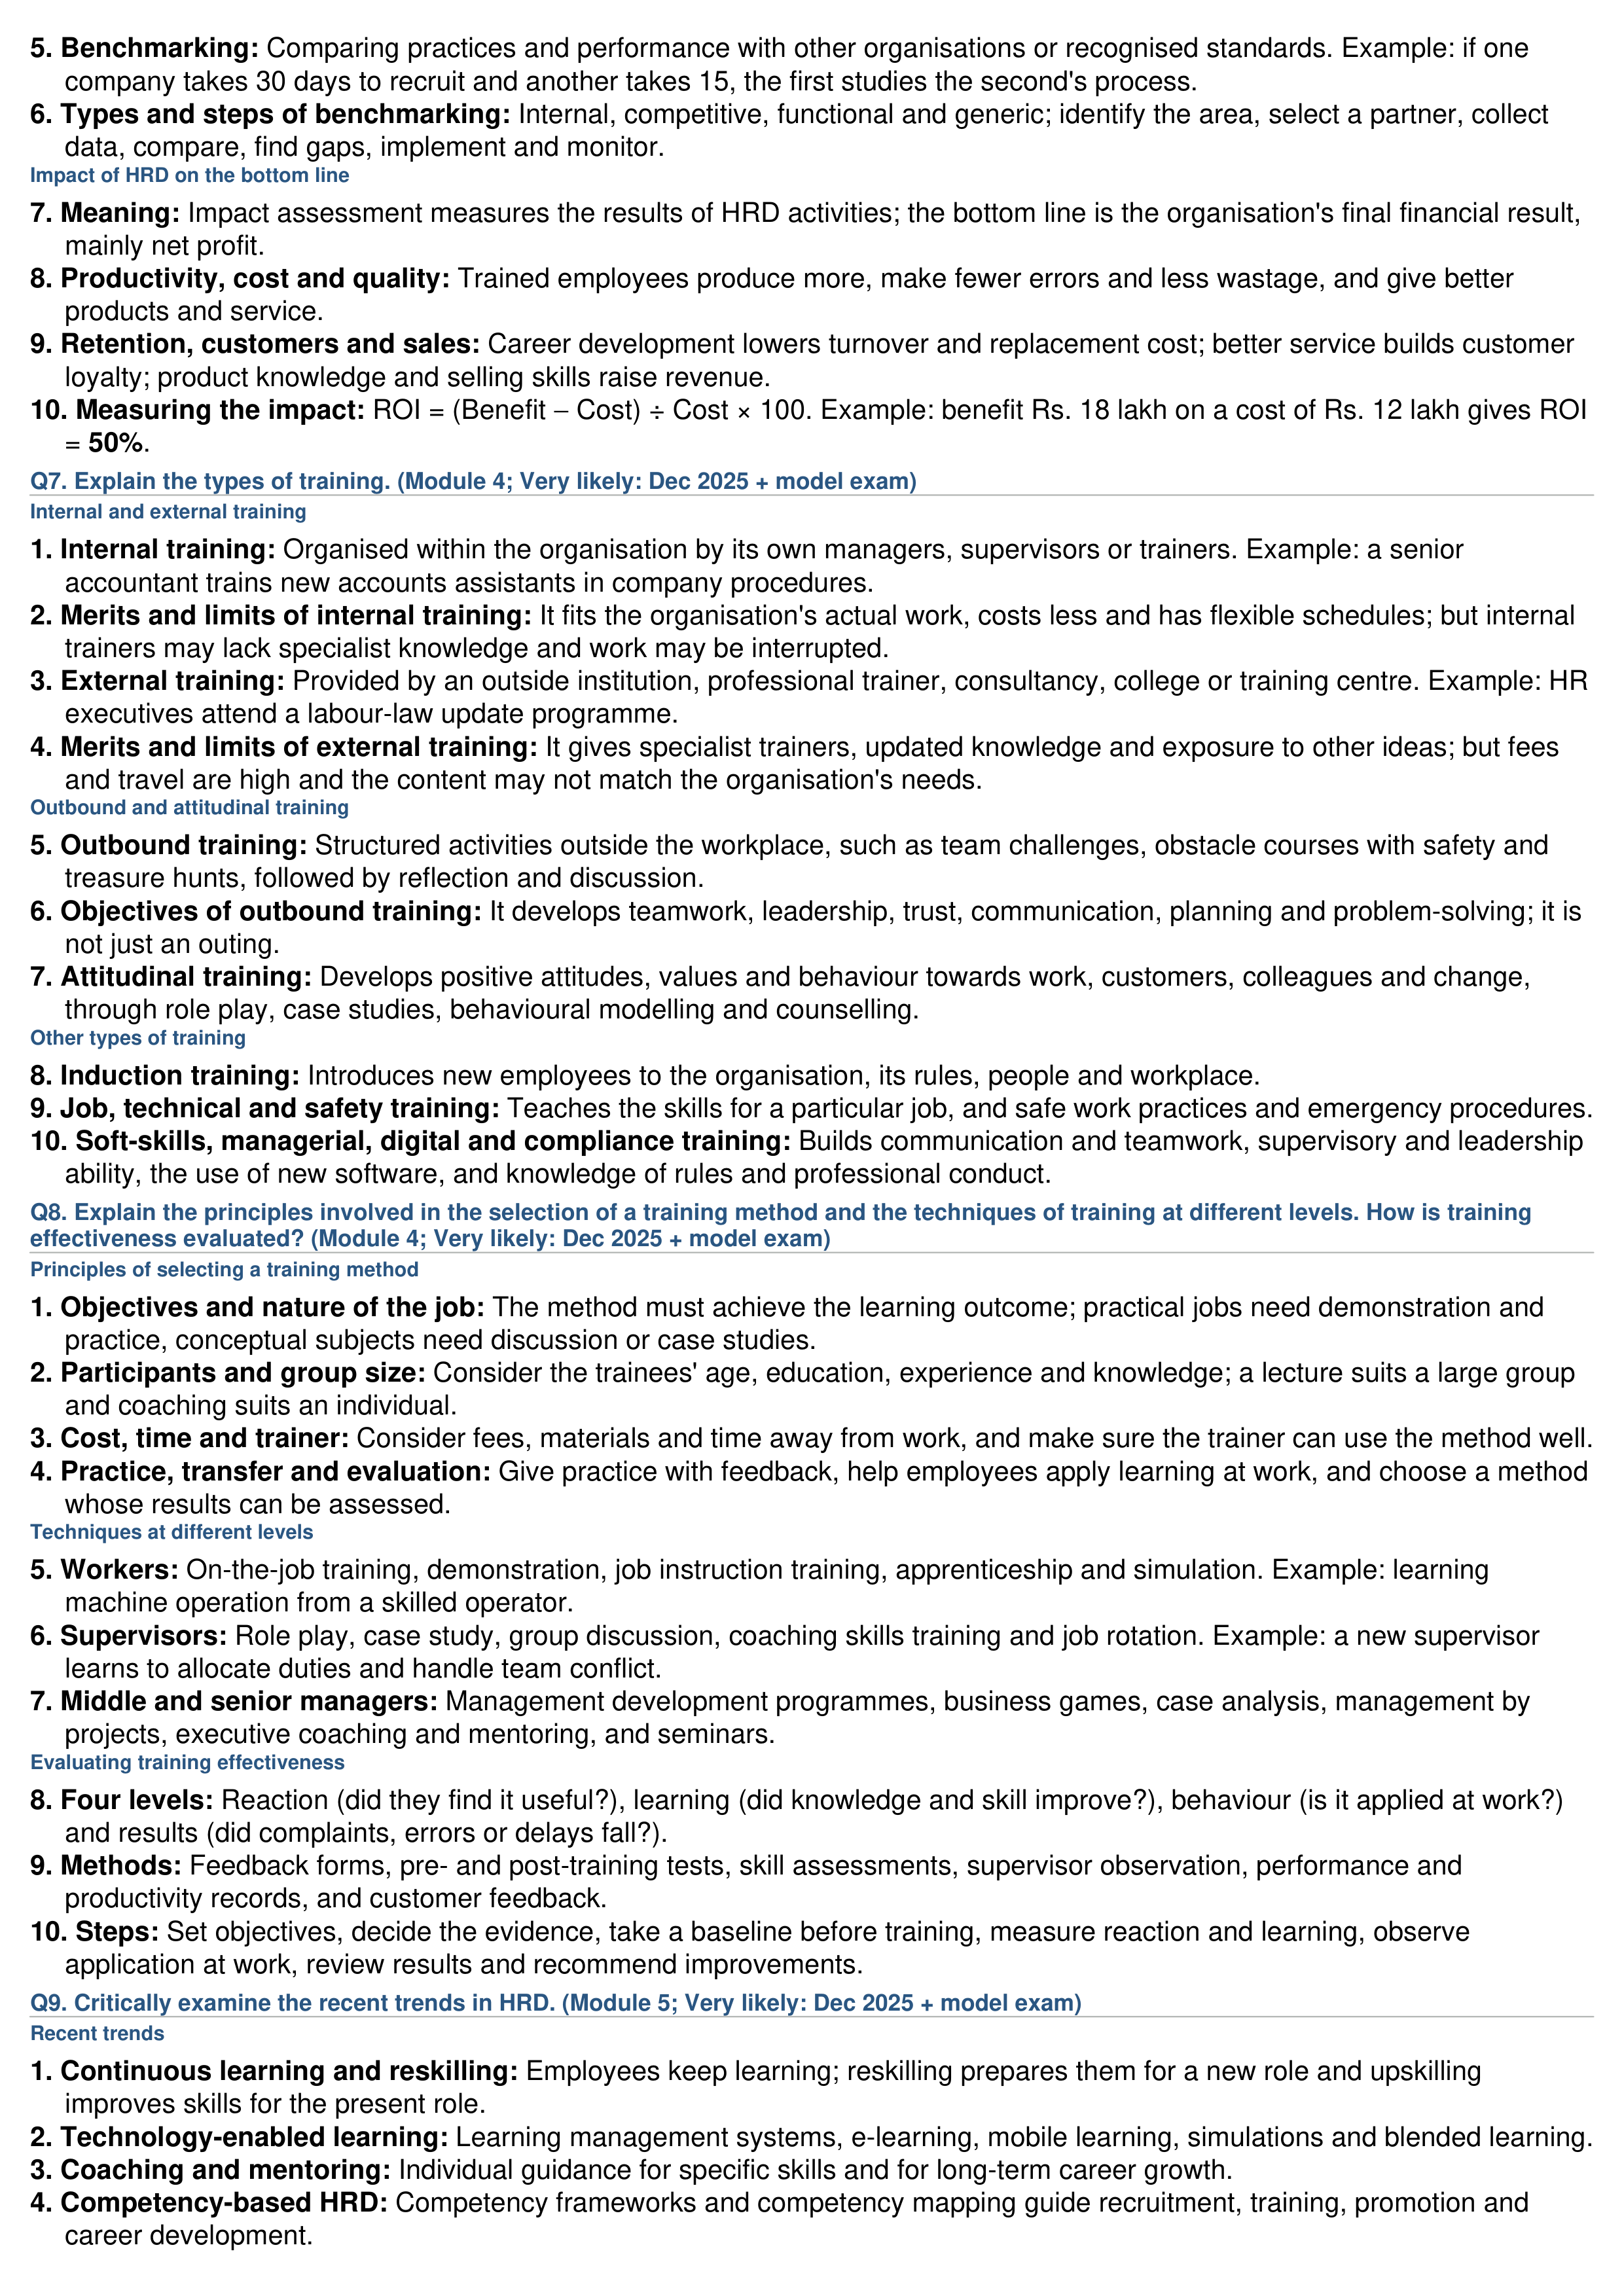 5. Benchmarking: Comparing practices and performance with other organisations or recognised standards. Example: if one
company takes 30 days to recruit and another takes 15, the first studies the second's process.
6. Types and steps of benchmarking: Internal, competitive, functional and generic; identify the area, select a partner, collect
data, compare, find gaps, implement and monitor.
Impact of HRD on the bottom line
7. Meaning: Impact assessment measures the results of HRD activities; the bottom line is the organisation's final financial result,
mainly net profit.
8. Productivity, cost and quality: Trained employees produce more, make fewer errors and less wastage, and give better
products and service.
9. Retention, customers and sales: Career development lowers turnover and replacement cost; better service builds customer
loyalty; product knowledge and selling skills raise revenue.
10. Measuring the impact: ROI = (Benefit − Cost) ÷ Cost × 100. Example: benefit Rs. 18 lakh on a cost of Rs. 12 lakh gives ROI
= 50%.
Q7. Explain the types of training. (Module 4; Very likely: Dec 2025 + model exam)
Internal and external training
1. Internal training: Organised within the organisation by its own managers, supervisors or trainers. Example: a senior
accountant trains new accounts assistants in company procedures.
2. Merits and limits of internal training: It fits the organisation's actual work, costs less and has flexible schedules; but internal
trainers may lack specialist knowledge and work may be interrupted.
3. External training: Provided by an outside institution, professional trainer, consultancy, college or training centre. Example: HR
executives attend a labour-law update programme.
4. Merits and limits of external training: It gives specialist trainers, updated knowledge and exposure to other ideas; but fees
and travel are high and the content may not match the organisation's needs.
Outbound and attitudinal training
5. Outbound training: Structured activities outside the workplace, such as team challenges, obstacle courses with safety and
treasure hunts, followed by reflection and discussion.
6. Objectives of outbound training: It develops teamwork, leadership, trust, communication, planning and problem-solving; it is
not just an outing.
7. Attitudinal training: Develops positive attitudes, values and behaviour towards work, customers, colleagues and change,
through role play, case studies, behavioural modelling and counselling.
Other types of training
8. Induction training: Introduces new employees to the organisation, its rules, people and workplace.
9. Job, technical and safety training: Teaches the skills for a particular job, and safe work practices and emergency procedures.
10. Soft-skills, managerial, digital and compliance training: Builds communication and teamwork, supervisory and leadership
ability, the use of new software, and knowledge of rules and professional conduct.
Q8. Explain the principles involved in the selection of a training method and the techniques of training at different levels. How is training
effectiveness evaluated? (Module 4; Very likely: Dec 2025 + model exam)
Principles of selecting a training method
1. Objectives and nature of the job: The method must achieve the learning outcome; practical jobs need demonstration and
practice, conceptual subjects need discussion or case studies.
2. Participants and group size: Consider the trainees' age, education, experience and knowledge; a lecture suits a large group
and coaching suits an individual.
3. Cost, time and trainer: Consider fees, materials and time away from work, and make sure the trainer can use the method well.
4. Practice, transfer and evaluation: Give practice with feedback, help employees apply learning at work, and choose a method
whose results can be assessed.
Techniques at different levels
5. Workers: On-the-job training, demonstration, job instruction training, apprenticeship and simulation. Example: learning
machine operation from a skilled operator.
6. Supervisors: Role play, case study, group discussion, coaching skills training and job rotation. Example: a new supervisor
learns to allocate duties and handle team conflict.
7. Middle and senior managers: Management development programmes, business games, case analysis, management by
projects, executive coaching and mentoring, and seminars.
Evaluating training effectiveness
8. Four levels: Reaction (did they find it useful?), learning (did knowledge and skill improve?), behaviour (is it applied at work?)
and results (did complaints, errors or delays fall?).
9. Methods: Feedback forms, pre- and post-training tests, skill assessments, supervisor observation, performance and
productivity records, and customer feedback.
10. Steps: Set objectives, decide the evidence, take a baseline before training, measure reaction and learning, observe
application at work, review results and recommend improvements.
Q9. Critically examine the recent trends in HRD. (Module 5; Very likely: Dec 2025 + model exam)
Recent trends
1. Continuous learning and reskilling: Employees keep learning; reskilling prepares them for a new role and upskilling
improves skills for the present role.
2. Technology-enabled learning: Learning management systems, e-learning, mobile learning, simulations and blended learning.
3. Coaching and mentoring: Individual guidance for specific skills and for long-term career growth.
4. Competency-based HRD: Competency frameworks and competency mapping guide recruitment, training, promotion and
career development.